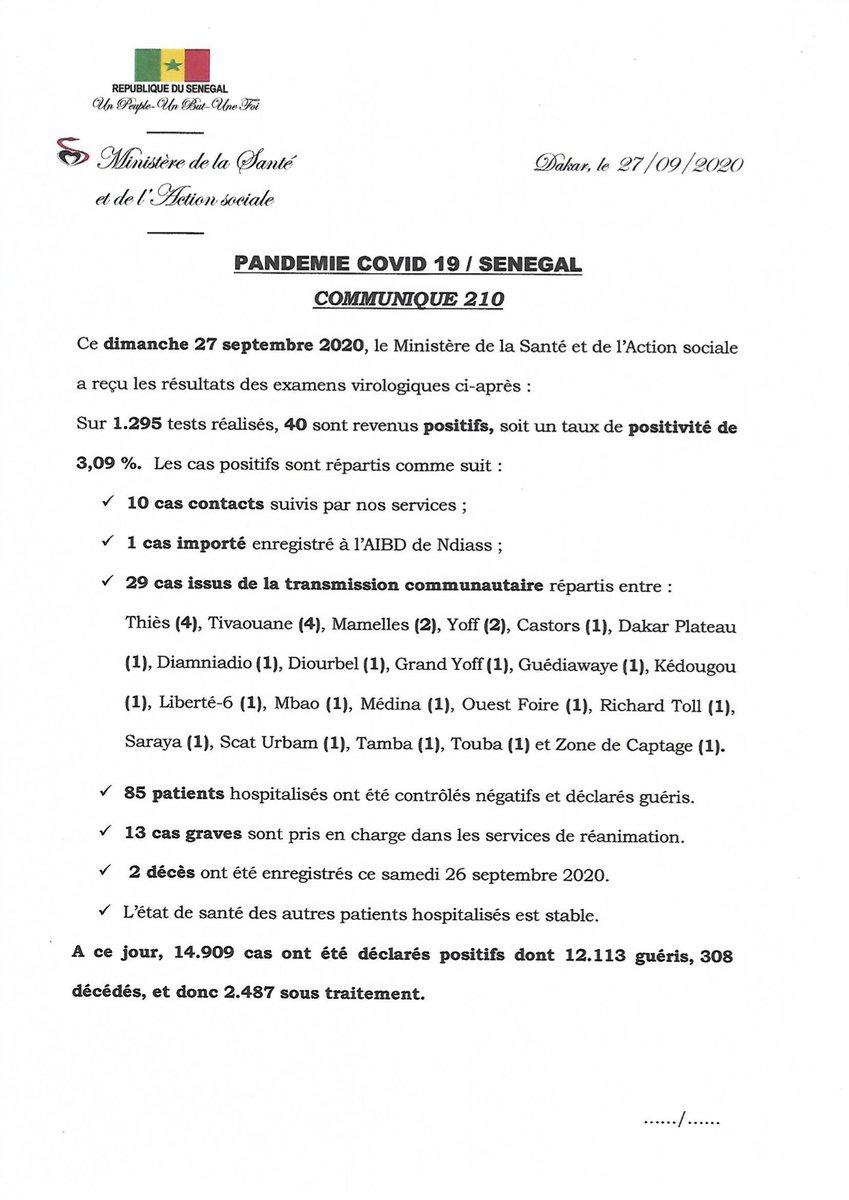 REPUBLIQUE DU SENEGAL
Un Peuple-Un But-Une Foi
Ministère de la Santé
et de l'Action sociale
Dakar, le 27/09/2020
PANDEMIE COVID 19 / SENEGAL
COMMUNIQUE 210
Ce dimanche 27 septembre 2020, le Ministère de la Santé et de l'Action sociale
a reçu les résultats des examens virologiques ci-après :
Sur 1.295 tests réalisés, 40 sont revenus positifs, soit un taux de positivité de
3,09 %. Les cas positifs sont répartis comme suit :
✓ 10 cas contacts suivis par nos services ;
✓ 1 cas importé enregistré à l'AIBD de Ndiass ;
✓ 29 cas issus de la transmission communautaire répartis entre :
Thiès (4), Tivaouane (4), Mamelles (2), Yoff (2), Castors (1), Dakar Plateau
(1), Diamniadio (1), Diourbel (1), Grand Yoff (1), Guédiawaye (1), Kédougou
(1), Liberté-6 (1), Mbao (1), Médina (1), Ouest Foire (1), Richard Toll (1),
Saraya (1), Scat Urbam (1), Tamba (1), Touba (1) et Zone de Captage (1).
✓ 85 patients hospitalisés ont été contrôlés négatifs et déclarés guéris.
✓ 13 cas graves sont pris en charge dans les services de réanimation.
✓ 2 décès ont été enregistrés ce samedi 26 septembre 2020.
✓ L'état de santé des autres patients hospitalisés est stable.
A ce jour, 14.909 cas ont été déclarés positifs dont 12.113 guéris, 308
décédés, et donc 2.487 sous traitement.
....../......